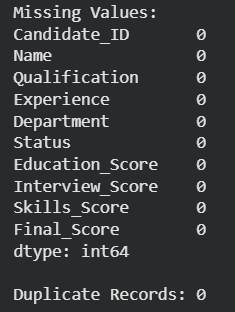 Missing Values:
Candidate_ID 0
Name 0
Qualification 0
Experience 0
Department 0
Status 0
Education_Score 0
Interview_Score 0
Skills_Score 0
Final_Score 0
dtype: int64
Duplicate Records: 0